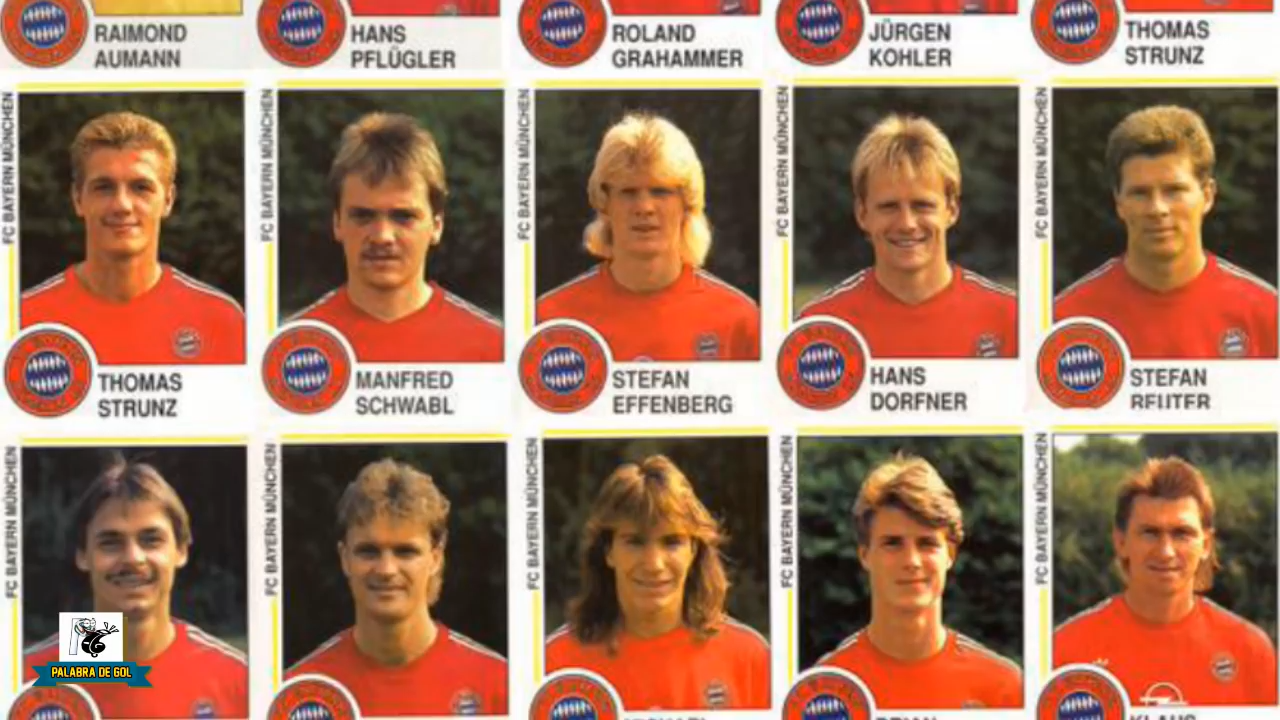 RAIMOND
AUMANN
HANS
PFLÜGLER
ROLAND
GRAHAMMER
JÜRGEN
KOHLER
THOMAS
STRUNZ
FC BAYERN MÜNCHEN
THOMAS
STRUNZ
FC BAYERN MÜNCHEN
MANFRED
SCHWABL
FC BAYERN MÜNCHEN
STEFAN
EFFENBERG
FC BAYERN MÜNCHEN
HANS
DORFNER
FC BAYERN MÜNCHEN
STEFAN
REUTER
FC BAYERN MÜNCHEN
FC BAYERN MÜNCHEN
FC BAYERN MÜNCHEN
FC BAYERN MÜNCHEN
FC BAYERN MÜNCHEN
PALABRA DE GOL
KLAUS